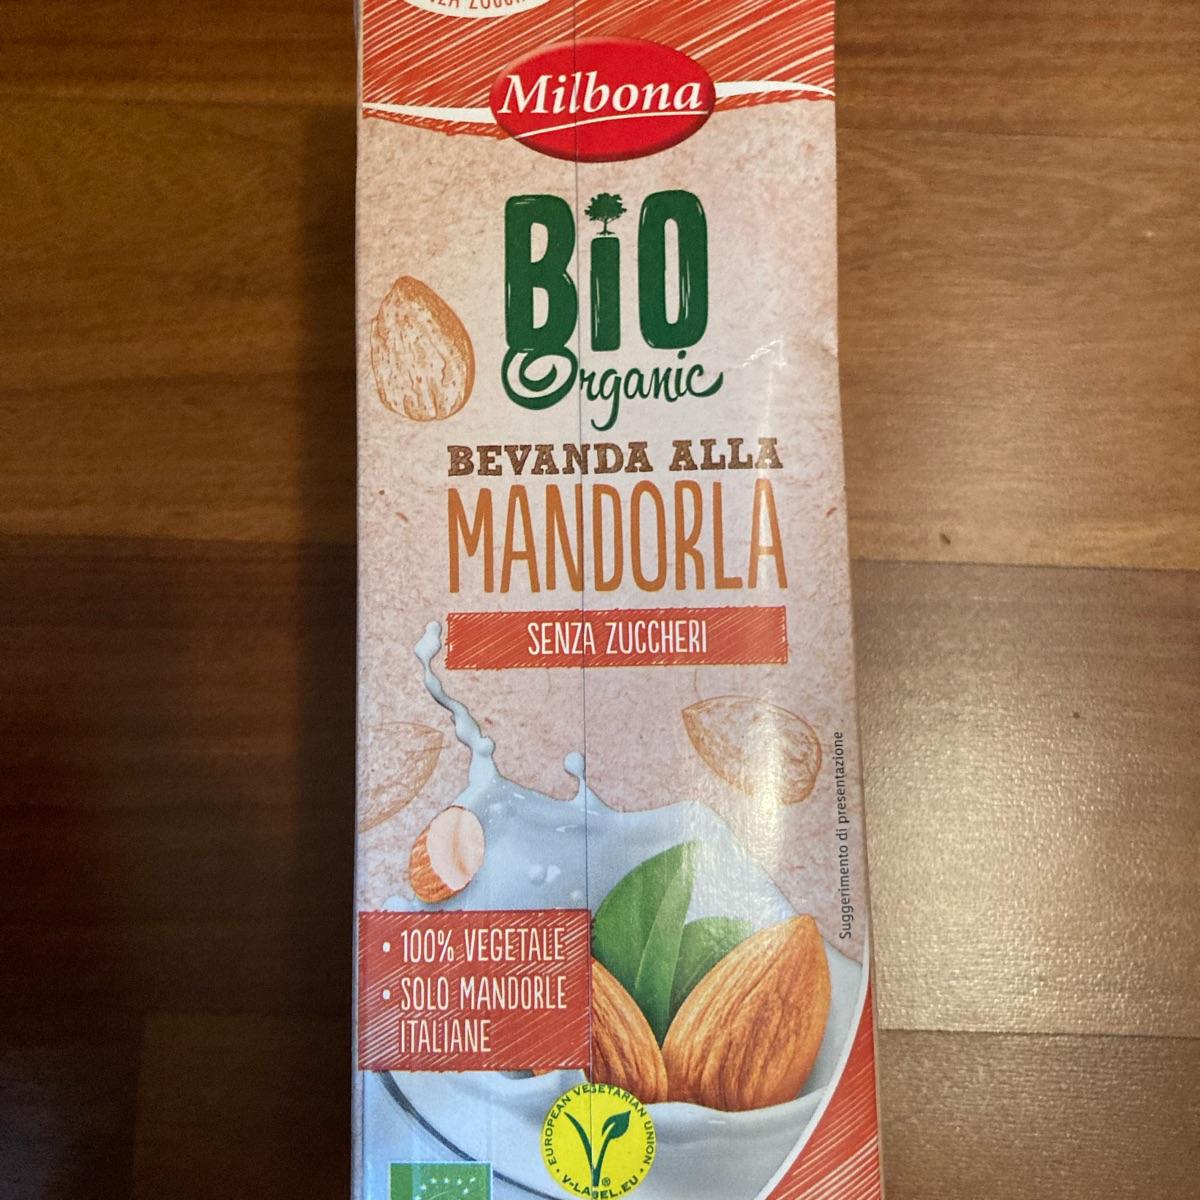 Milbona
BiO
Organic
BEVANDA ALLA
MANDORLA
SENZA ZUCCHERI
Suggerimento di presentazione
• 100% VEGETALE
• SOLO MANDORLE
ITALIANE
EUROPEAN VEGETARIAN UNION
• V-LABEL.EU •
®